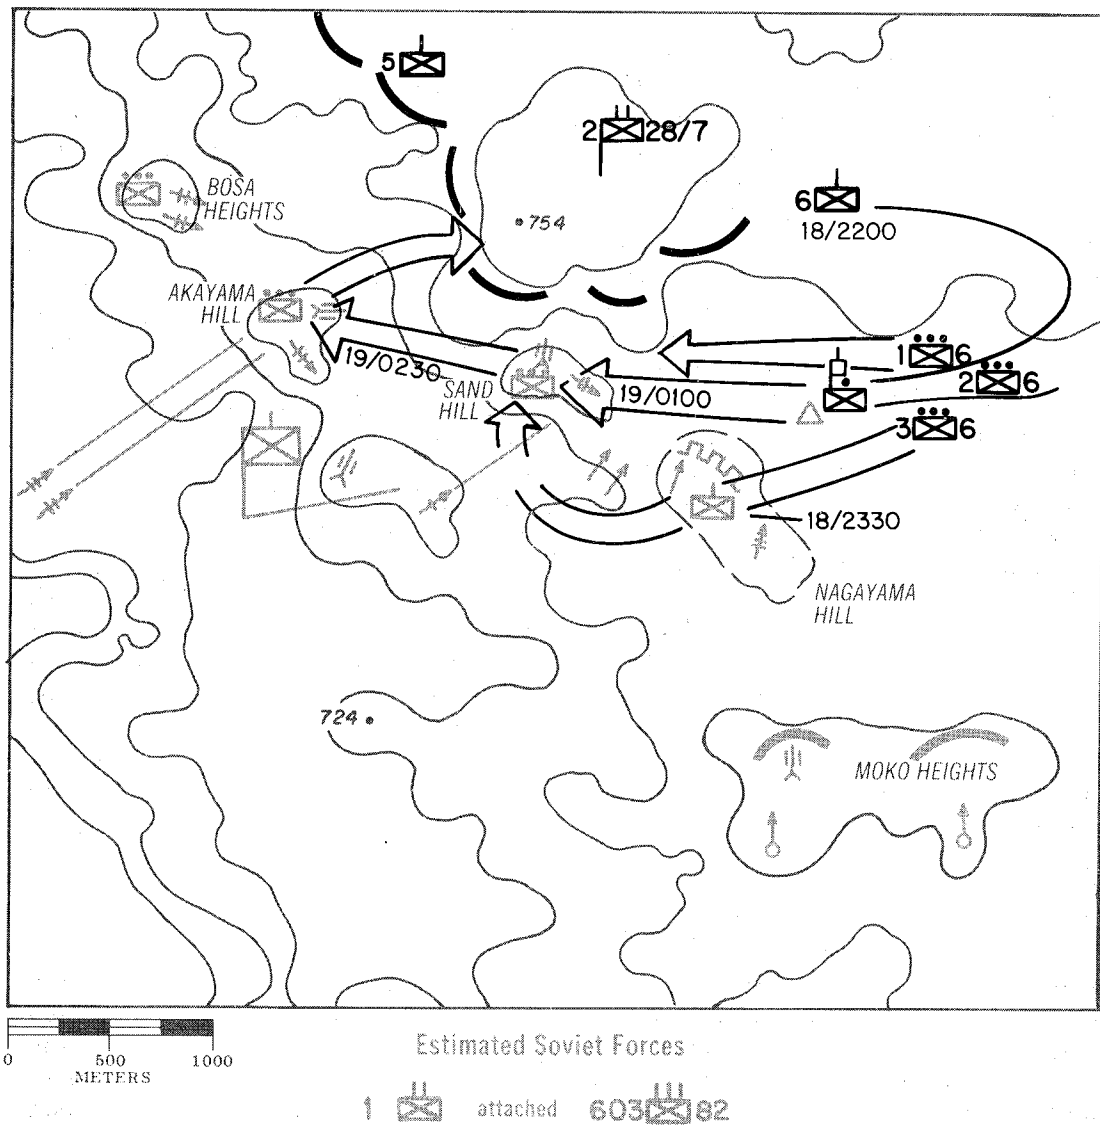 5
2 28/7
BOSA
HEIGHTS
6
18/2200
754
AKAYAMA
HILL
1 6
2 6
19/0230
SAND
HILL
19/0100
3 6
18/2330
NAGAYAMA
HILL
724
MOKO HEIGHTS
0 500 1000
METERS
Estimated Soviet Forces
1 attached 603 82